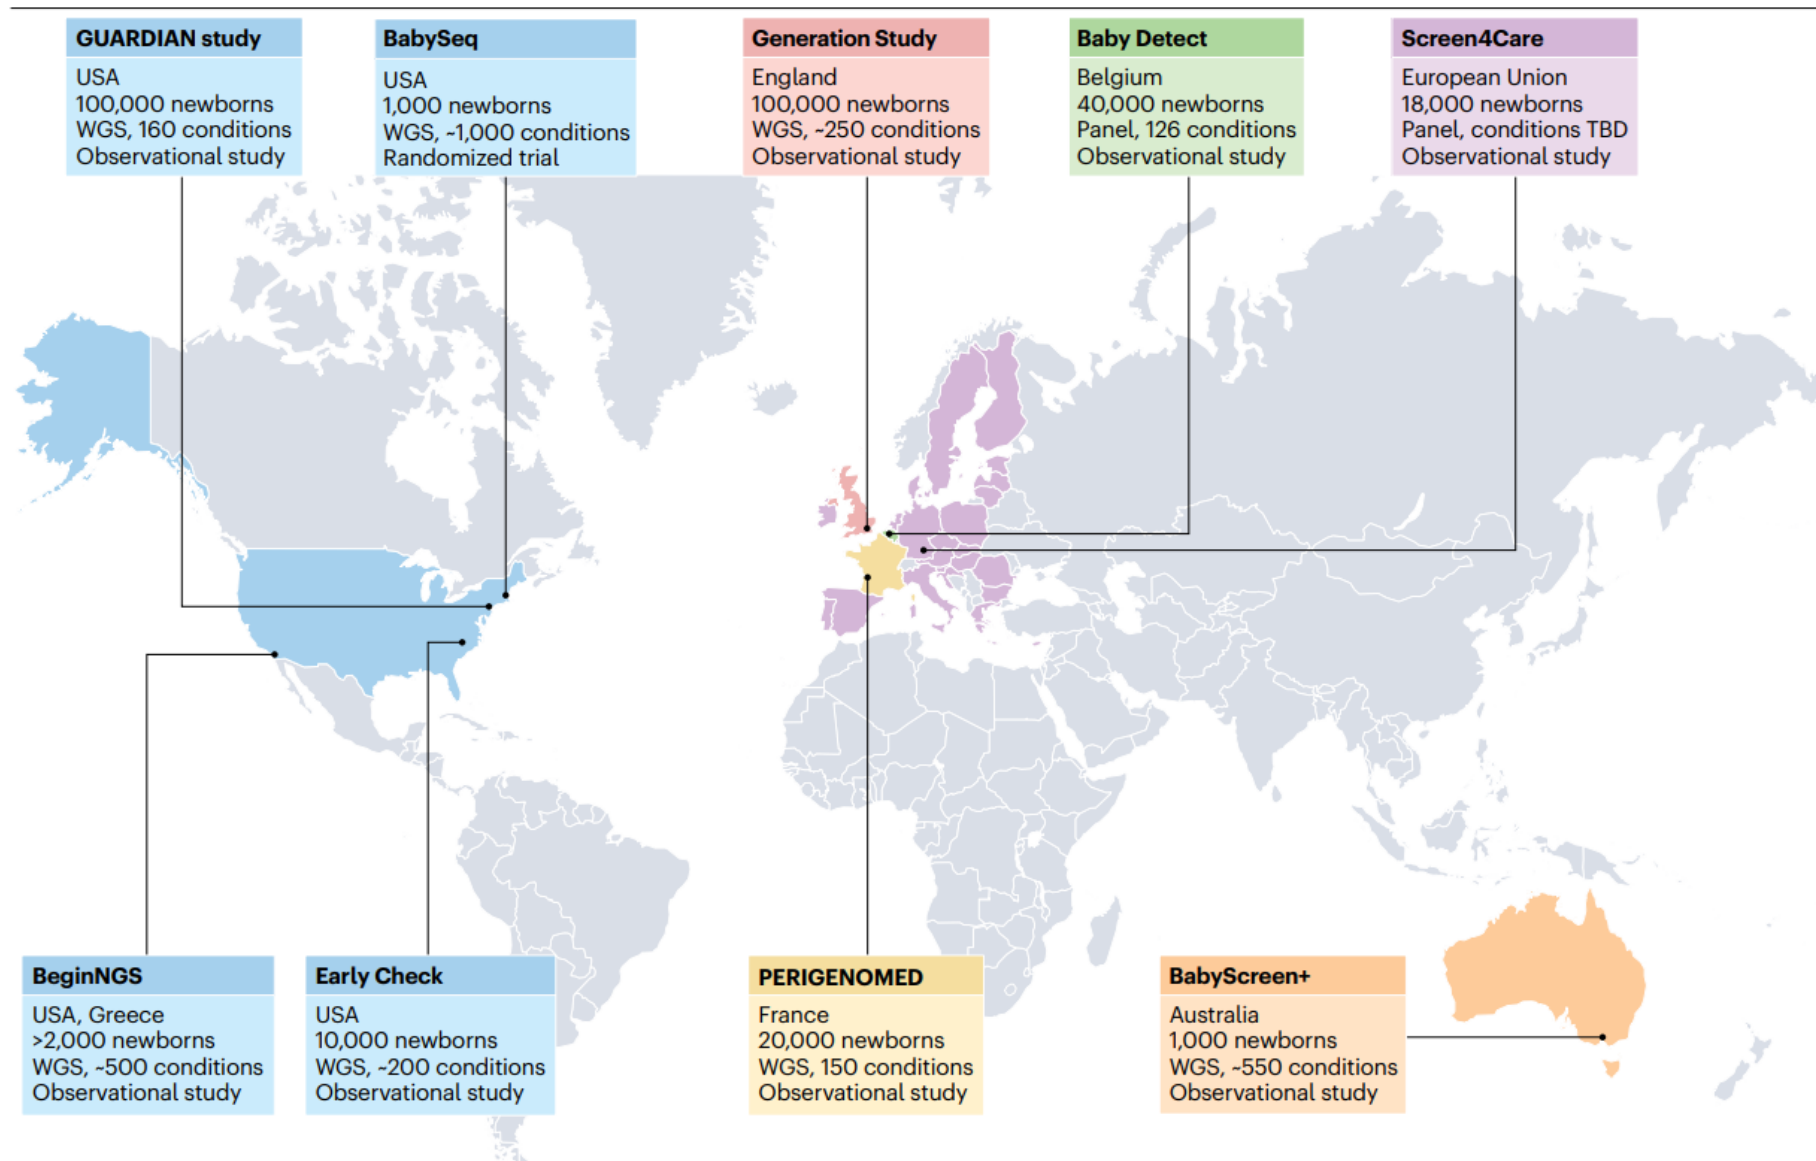 GUARDIAN study
USA
100,000 newborns
WGS, 160 conditions
Observational study
BabySeq
USA
1,000 newborns
WGS, ~1,000 conditions
Randomized trial
Generation Study
England
100,000 newborns
WGS, ~250 conditions
Observational study
Baby Detect
Belgium
40,000 newborns
Panel, 126 conditions
Observational study
Screen4Care
European Union
18,000 newborns
Panel, conditions TBD
Observational study
BeginNGS
USA, Greece
>2,000 newborns
WGS, ~500 conditions
Observational study
Early Check
USA
10,000 newborns
WGS, ~200 conditions
Observational study
PERIGENOMED
France
20,000 newborns
WGS, 150 conditions
Observational study
BabyScreen+
Australia
1,000 newborns
WGS, ~550 conditions
Observational study